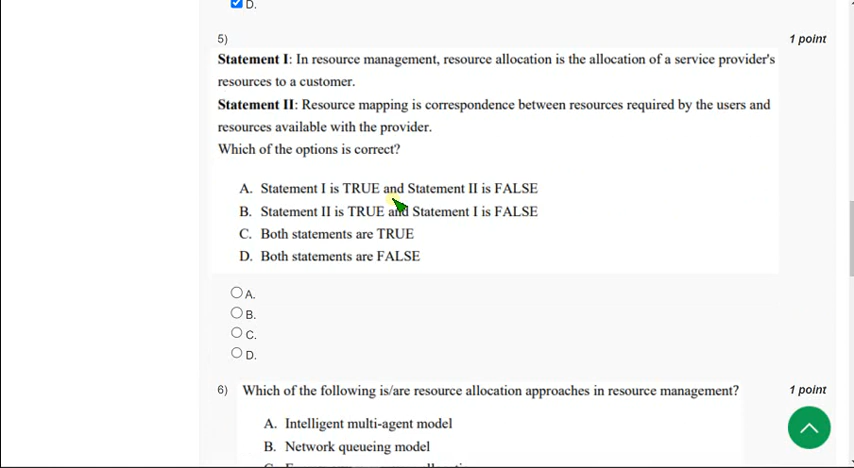 D.
5)
1 point
Statement I: In resource management, resource allocation is the allocation of a service provider's
resources to a customer.
Statement II: Resource mapping is correspondence between resources required by the users and
resources available with the provider.
Which of the options is correct?
A. Statement I is TRUE and Statement II is FALSE
B. Statement II is TRUE and Statement I is FALSE
C. Both statements are TRUE
D. Both statements are FALSE
A.
B.
C.
D.
6) Which of the following is/are resource allocation approaches in resource management?
1 point
A. Intelligent multi-agent model
B. Network queueing model